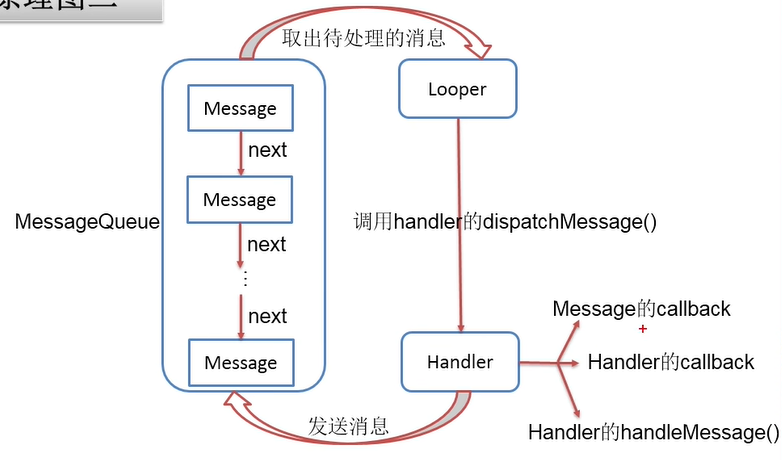 原理图二
取出待处理的消息
Looper
Message
next
Message
MessageQueue
调用handler的dispatchMessage()
next
...
next
Message
Handler
Message的callback
Handler的callback
Handler的handleMessage()
发送消息